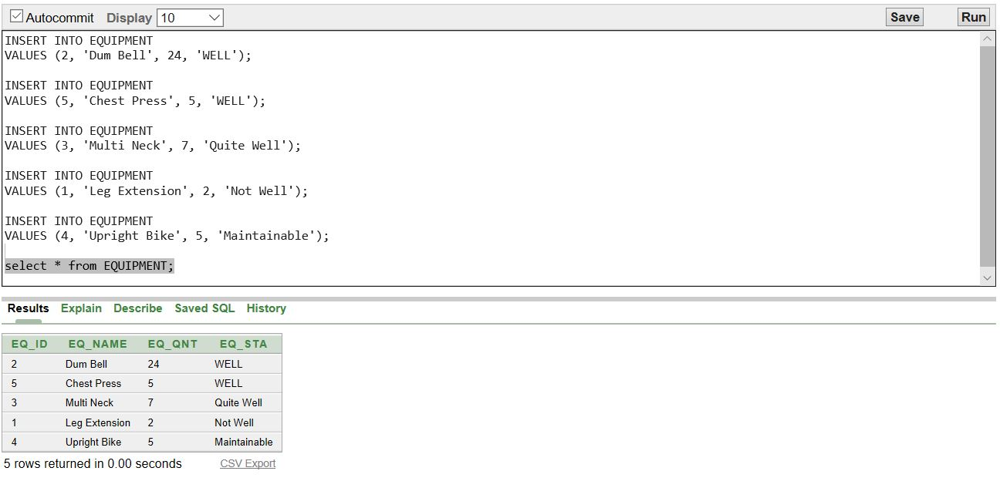 Autocommit Display 10 Save Run
INSERT INTO EQUIPMENT
VALUES (2, 'Dum Bell', 24, 'WELL');
INSERT INTO EQUIPMENT
VALUES (5, 'Chest Press', 5, 'WELL');
INSERT INTO EQUIPMENT
VALUES (3, 'Multi Neck', 7, 'Quite Well');
INSERT INTO EQUIPMENT
VALUES (1, 'Leg Extension', 2, 'Not Well');
INSERT INTO EQUIPMENT
VALUES (4, 'Upright Bike', 5, 'Maintainable');
select * from EQUIPMENT;
Results Explain Describe Saved SQL History
EQ_ID EQ_NAME EQ_QNT EQ_STA
2 Dum Bell 24 WELL
5 Chest Press 5 WELL
3 Multi Neck 7 Quite Well
1 Leg Extension 2 Not Well
4 Upright Bike 5 Maintainable
5 rows returned in 0.00 seconds CSV Export